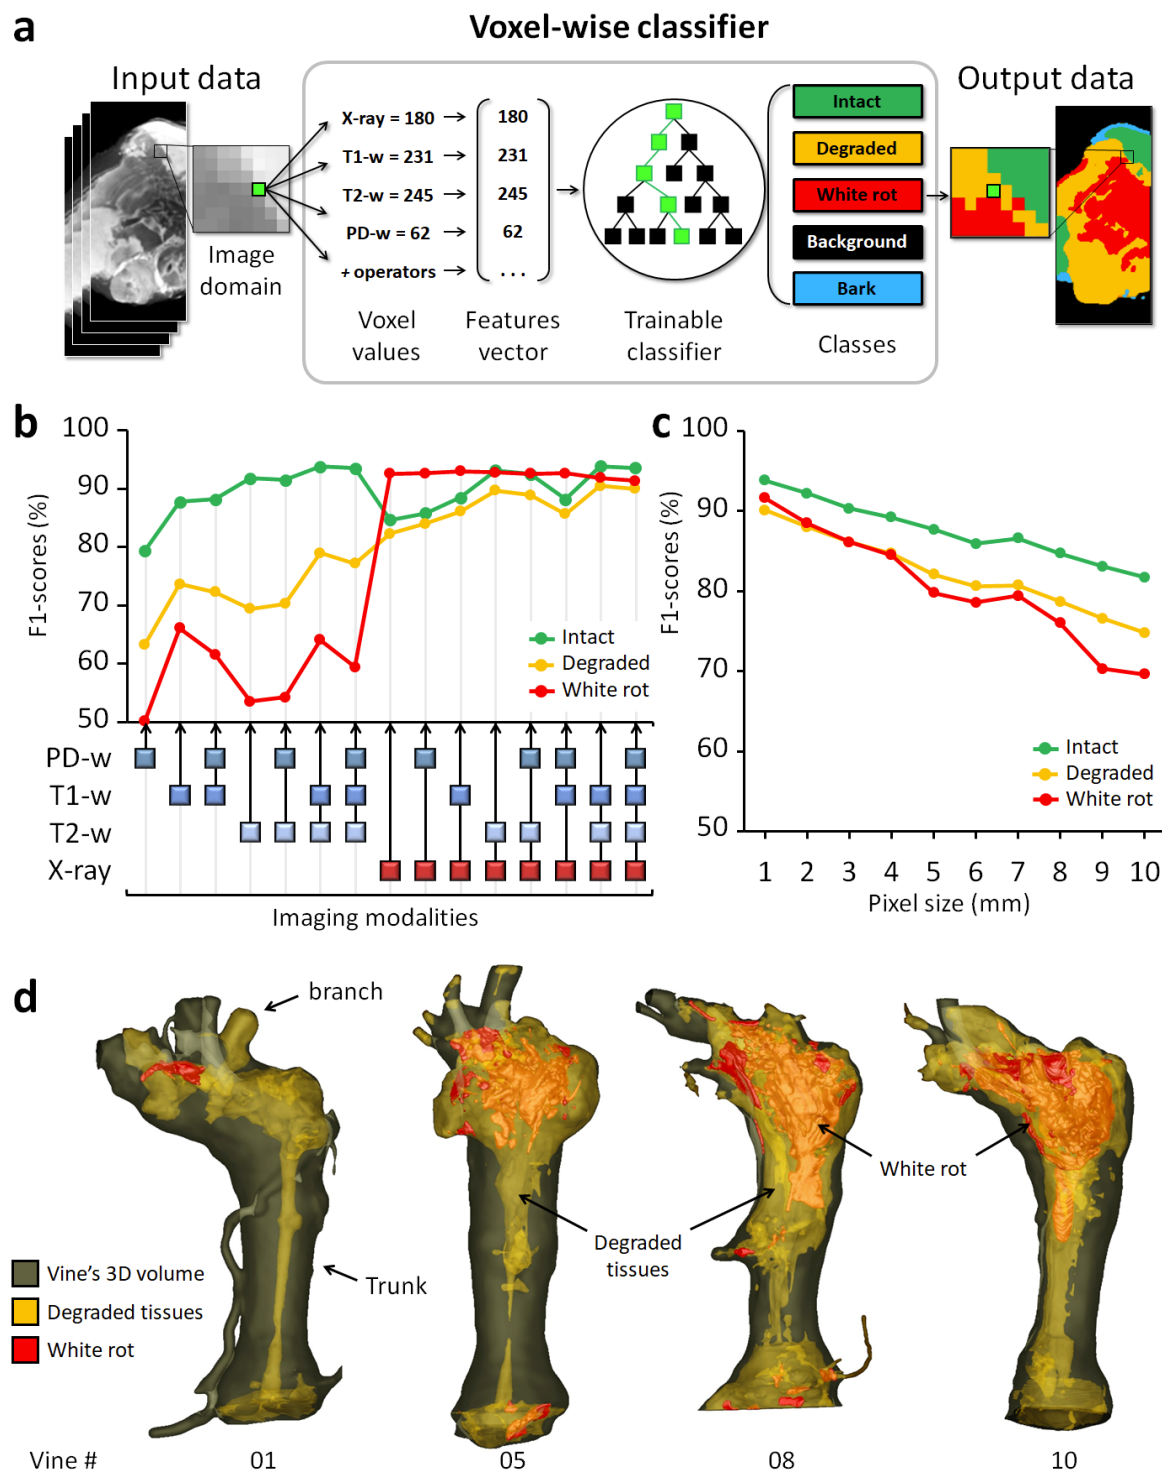 a
Voxel-wise classifier
Input data
Output data
X-ray = 180
180
T1-w = 231
231
T2-w = 245
245
PD-w = 62
62
+ operators
. . .
Intact
Degraded
White rot
Background
Bark
Image
domain
Voxel
values
Features
vector
Trainable
classifier
Classes
b
100
90
80
70
60
50
F1-scores (%)
Intact
Degraded
White rot
PD-w
T1-w
T2-w
X-ray
Imaging modalities
c
100
90
80
70
60
50
F1-scores (%)
Intact
Degraded
White rot
1 2 3 4 5 6 7 8 9 10
Pixel size (mm)
d
branch
White rot
Degraded
tissues
Trunk
Vine's 3D volume
Degraded tissues
White rot
Vine # 01 05 08 10